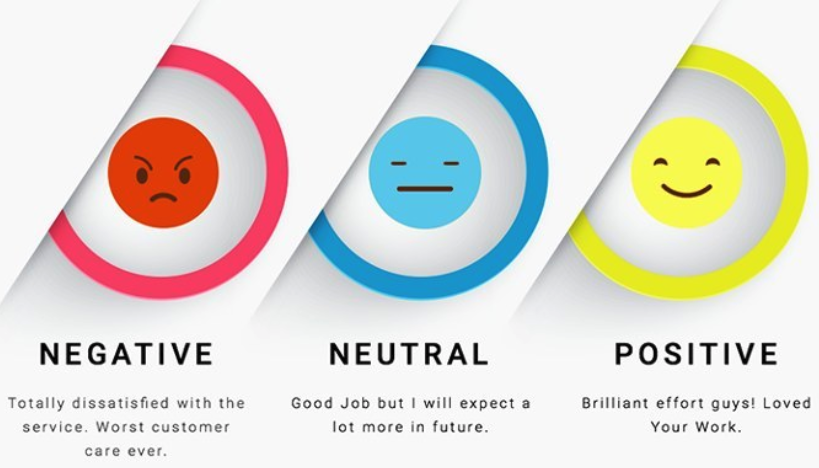 NEGATIVE
Totally dissatisfied with the
service. Worst customer
care ever.
NEUTRAL
Good Job but I will expect a
lot more in future.
POSITIVE
Brilliant effort guys! Loved
Your Work.